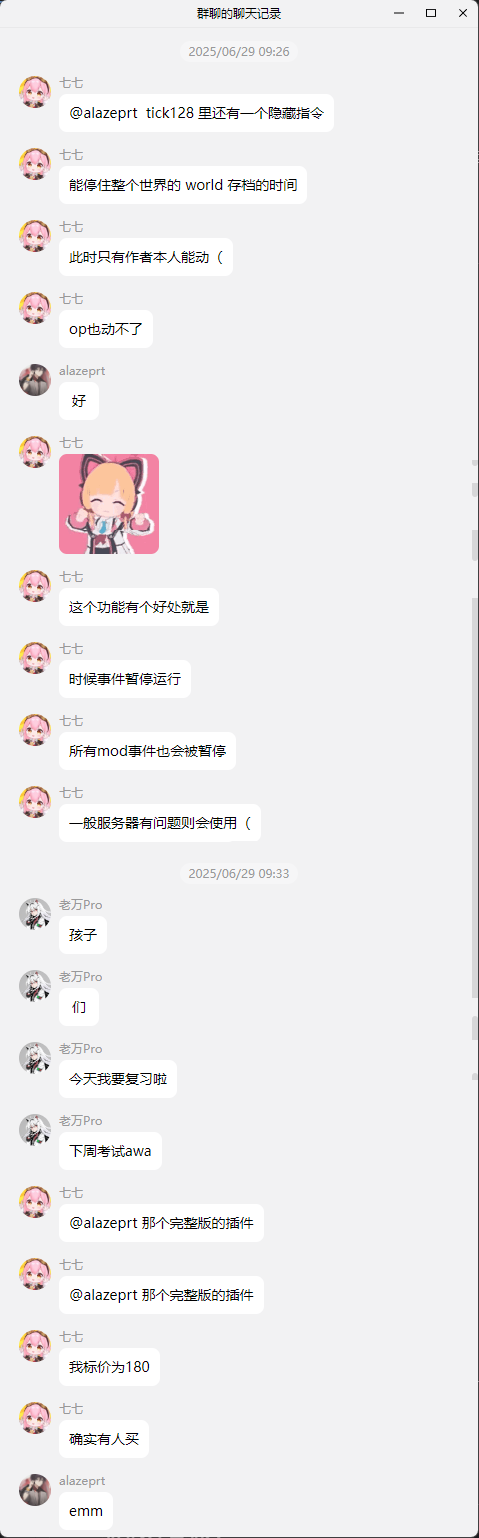 群聊的聊天记录
2025/06/29 09:26
七七
@alazeprt tick128 里还有一个隐藏指令
七七
能停住整个世界的 world 存档的时间
七七
此时只有作者本人能动（
七七
op也动不了
alazeprt
好
七七
七七
这个功能有个好处就是
七七
时候事件暂停运行
七七
所有mod事件也会被暂停
七七
一般服务器有问题则会使用（
2025/06/29 09:33
老万Pro
孩子
老万Pro
们
老万Pro
今天我要复习啦
老万Pro
下周考试awa
七七
@alazeprt 那个完整版的插件
七七
@alazeprt 那个完整版的插件
七七
我标价为180
七七
确实有人买
alazeprt
emm